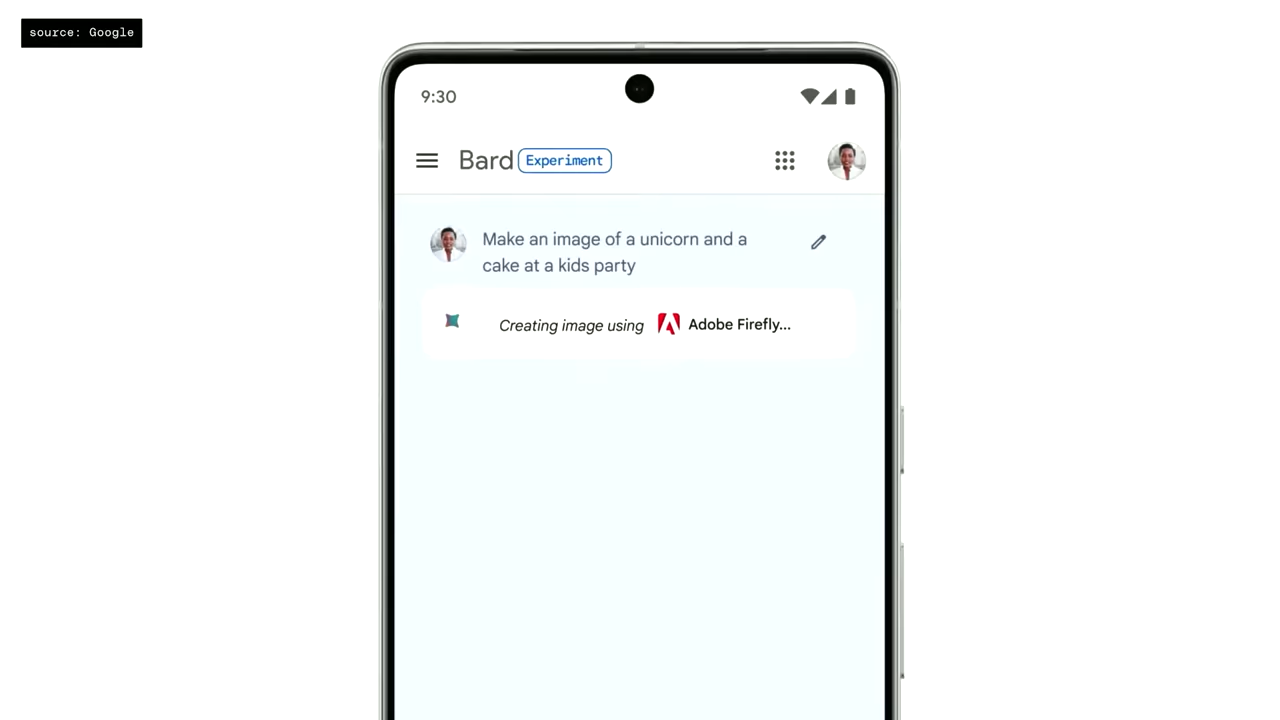 source: Google
9:30
Bard Experiment
Make an image of a unicorn and a
cake at a kids party
Creating image using Adobe Firefly...